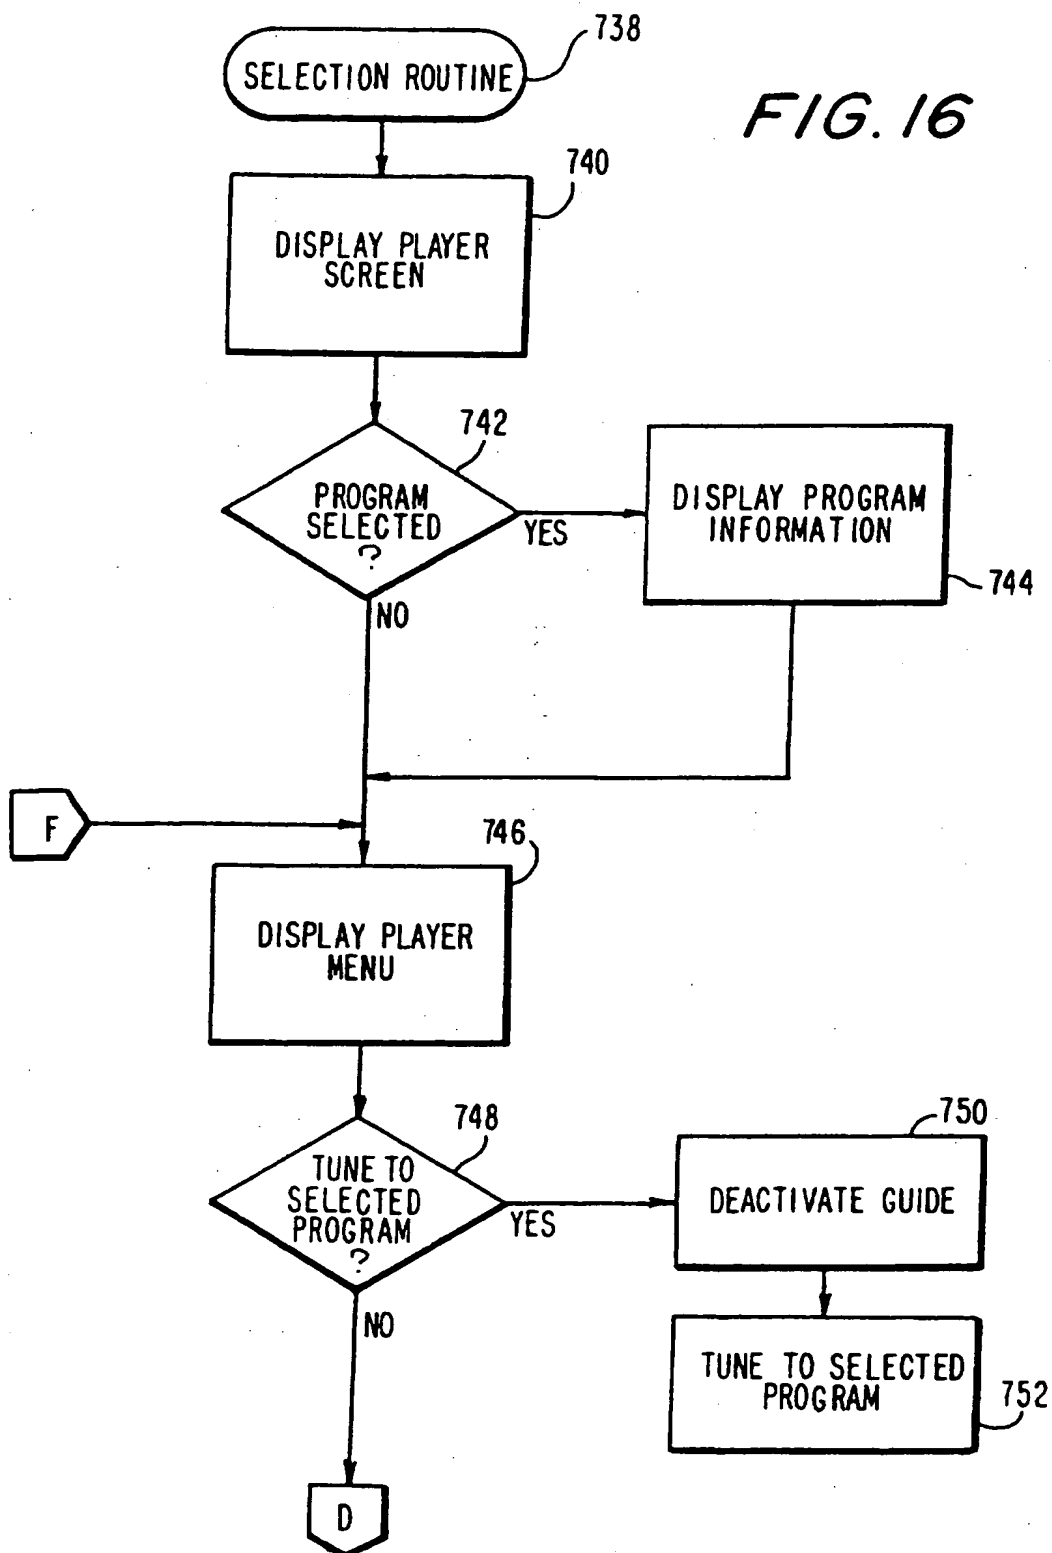 738
SELECTION ROUTINE
FIG. 16
740
DISPLAY PLAYER
SCREEN
742
PROGRAM
SELECTED
?
YES
NO
DISPLAY PROGRAM
INFORMATION
744
F
746
DISPLAY PLAYER
MENU
748
TUNE TO
SELECTED
PROGRAM
?
YES
NO
750
DEACTIVATE GUIDE
TUNE TO SELECTED
PROGRAM
752
D